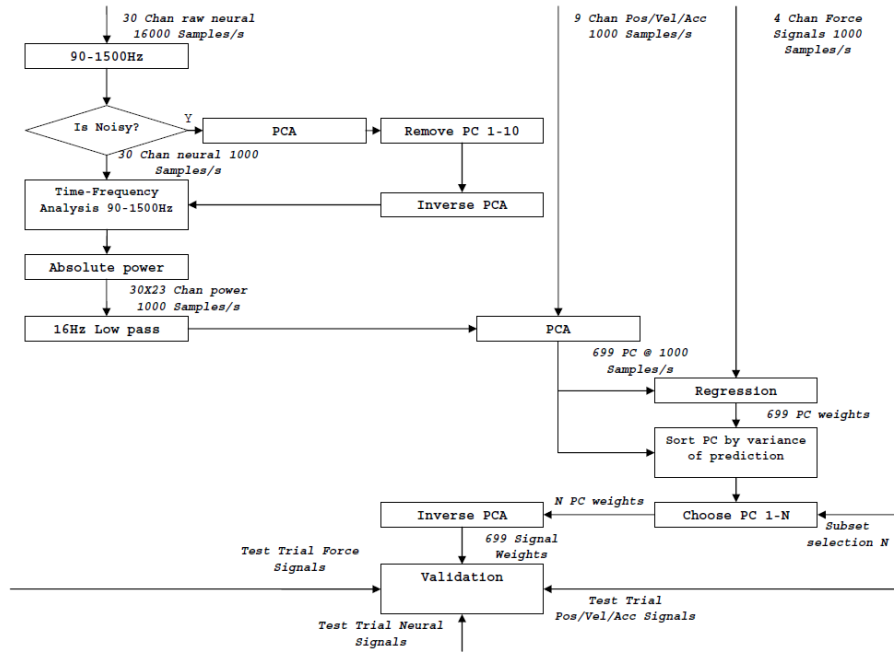 30 Chan raw neural
16000 Samples/s
9 Chan Pos/Vel/Acc
1000 Samples/s
4 Chan Force
Signals 1000
Samples/s
90-1500Hz
Is Noisy?
Y
PCA
Remove PC 1-10
30 Chan neural 1000
Samples/s
Time-Frequency
Analysis 90-1500Hz
Inverse PCA
Absolute power
30X23 Chan power
1000 Samples/s
16Hz Low pass
PCA
699 PC @ 1000
Samples/s
Regression
699 PC weights
Sort PC by variance
of prediction
N PC weights
Inverse PCA
Choose PC 1-N
Subset
selection N
699 Signal
Weights
Test Trial Force
Signals
Validation
Test Trial
Pos/Vel/Acc Signals
Test Trial Neural
Signals